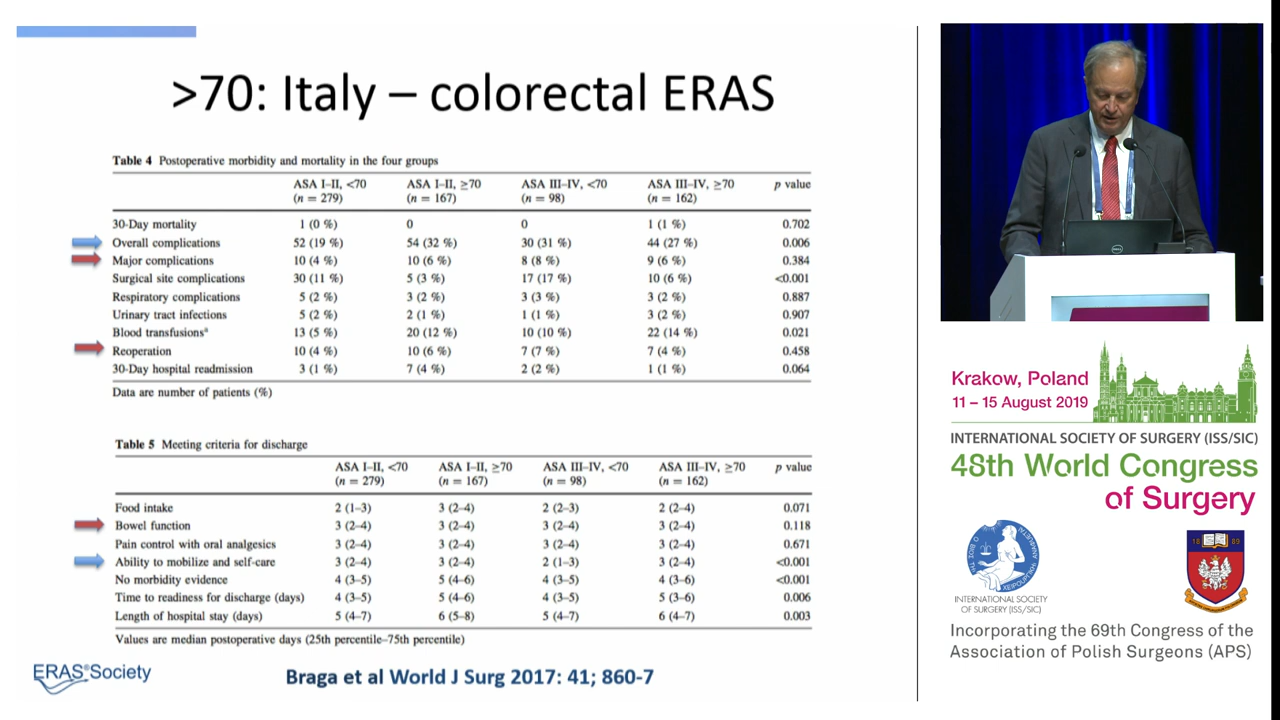 >70: Italy – colorectal ERAS
Table 4 Postoperative morbidity and mortality in the four groups
ASA I–II, <70 ASA I–II, ≥70 ASA III–IV, <70 ASA III–IV, ≥70 p value
(n = 279) (n = 167) (n = 98) (n = 162)
30-Day mortality 1 (0 %) 0 0 1 (1 %) 0.702
Overall complications 52 (19 %) 54 (32 %) 30 (31 %) 44 (27 %) 0.006
Major complications 10 (4 %) 10 (6 %) 8 (8 %) 9 (6 %) 0.384
Surgical site complications 30 (11 %) 5 (3 %) 17 (17 %) 10 (6 %) <0.001
Respiratory complications 5 (2 %) 3 (2 %) 3 (3 %) 3 (2 %) 0.887
Urinary tract infections 5 (2 %) 2 (1 %) 1 (1 %) 3 (2 %) 0.907
Blood transfusionsª 13 (5 %) 20 (12 %) 10 (10 %) 22 (14 %) 0.021
Reoperation 10 (4 %) 10 (6 %) 7 (7 %) 7 (4 %) 0.458
30-Day hospital readmission 3 (1 %) 7 (4 %) 2 (2 %) 1 (1 %) 0.064
Data are number of patients (%)
Table 5 Meeting criteria for discharge
ASA I–II, <70 ASA I–II, ≥70 ASA III–IV, <70 ASA III–IV, ≥70 p value
(n = 279) (n = 167) (n = 98) (n = 162)
Food intake 2 (1–3) 3 (2–4) 2 (2–3) 2 (2–4) 0.071
Bowel function 3 (2–4) 3 (2–4) 3 (2–4) 3 (2–4) 0.118
Pain control with oral analgesics 3 (2–4) 3 (2–4) 3 (2–4) 3 (2–4) 0.671
Ability to mobilize and self-care 3 (2–4) 3 (2–4) 2 (1–3) 3 (2–4) <0.001
No morbidity evidence 4 (3–5) 5 (4–6) 4 (3–5) 4 (3–6) <0.001
Time to readiness for discharge (days) 4 (3–5) 5 (4–6) 4 (3–5) 5 (3–6) 0.006
Length of hospital stay (days) 5 (4–7) 6 (5–8) 5 (4–7) 6 (4–7) 0.003
Values are median postoperative days (25th percentile–75th percentile)
ERAS®Society
Braga et al World J Surg 2017: 41; 860-7
DELL
Krakow, Poland
11 – 15 August 2019
INTERNATIONAL SOCIETY OF SURGERY (ISS/SIC)
48th World Congress
of Surgery
18 89
INTERNATIONAL SOCIETY
OF SURGERY (ISS/SIC)
Incorporating the 69th Congress of the
Association of Polish Surgeons (APS)